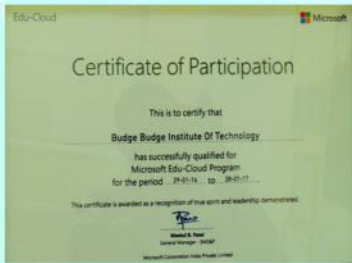 Edu-Cloud
Microsoft
Certificate of Participation
This is to certify that
Budge Budge Institute Of Technology
has successfully qualified for
Microsoft Edu-Cloud Program
for the period to
This certificate is awarded as a recognition of true spirit and leadership demonstrated.
General Manager - SMS&P
Microsoft Corporation India Private Limited